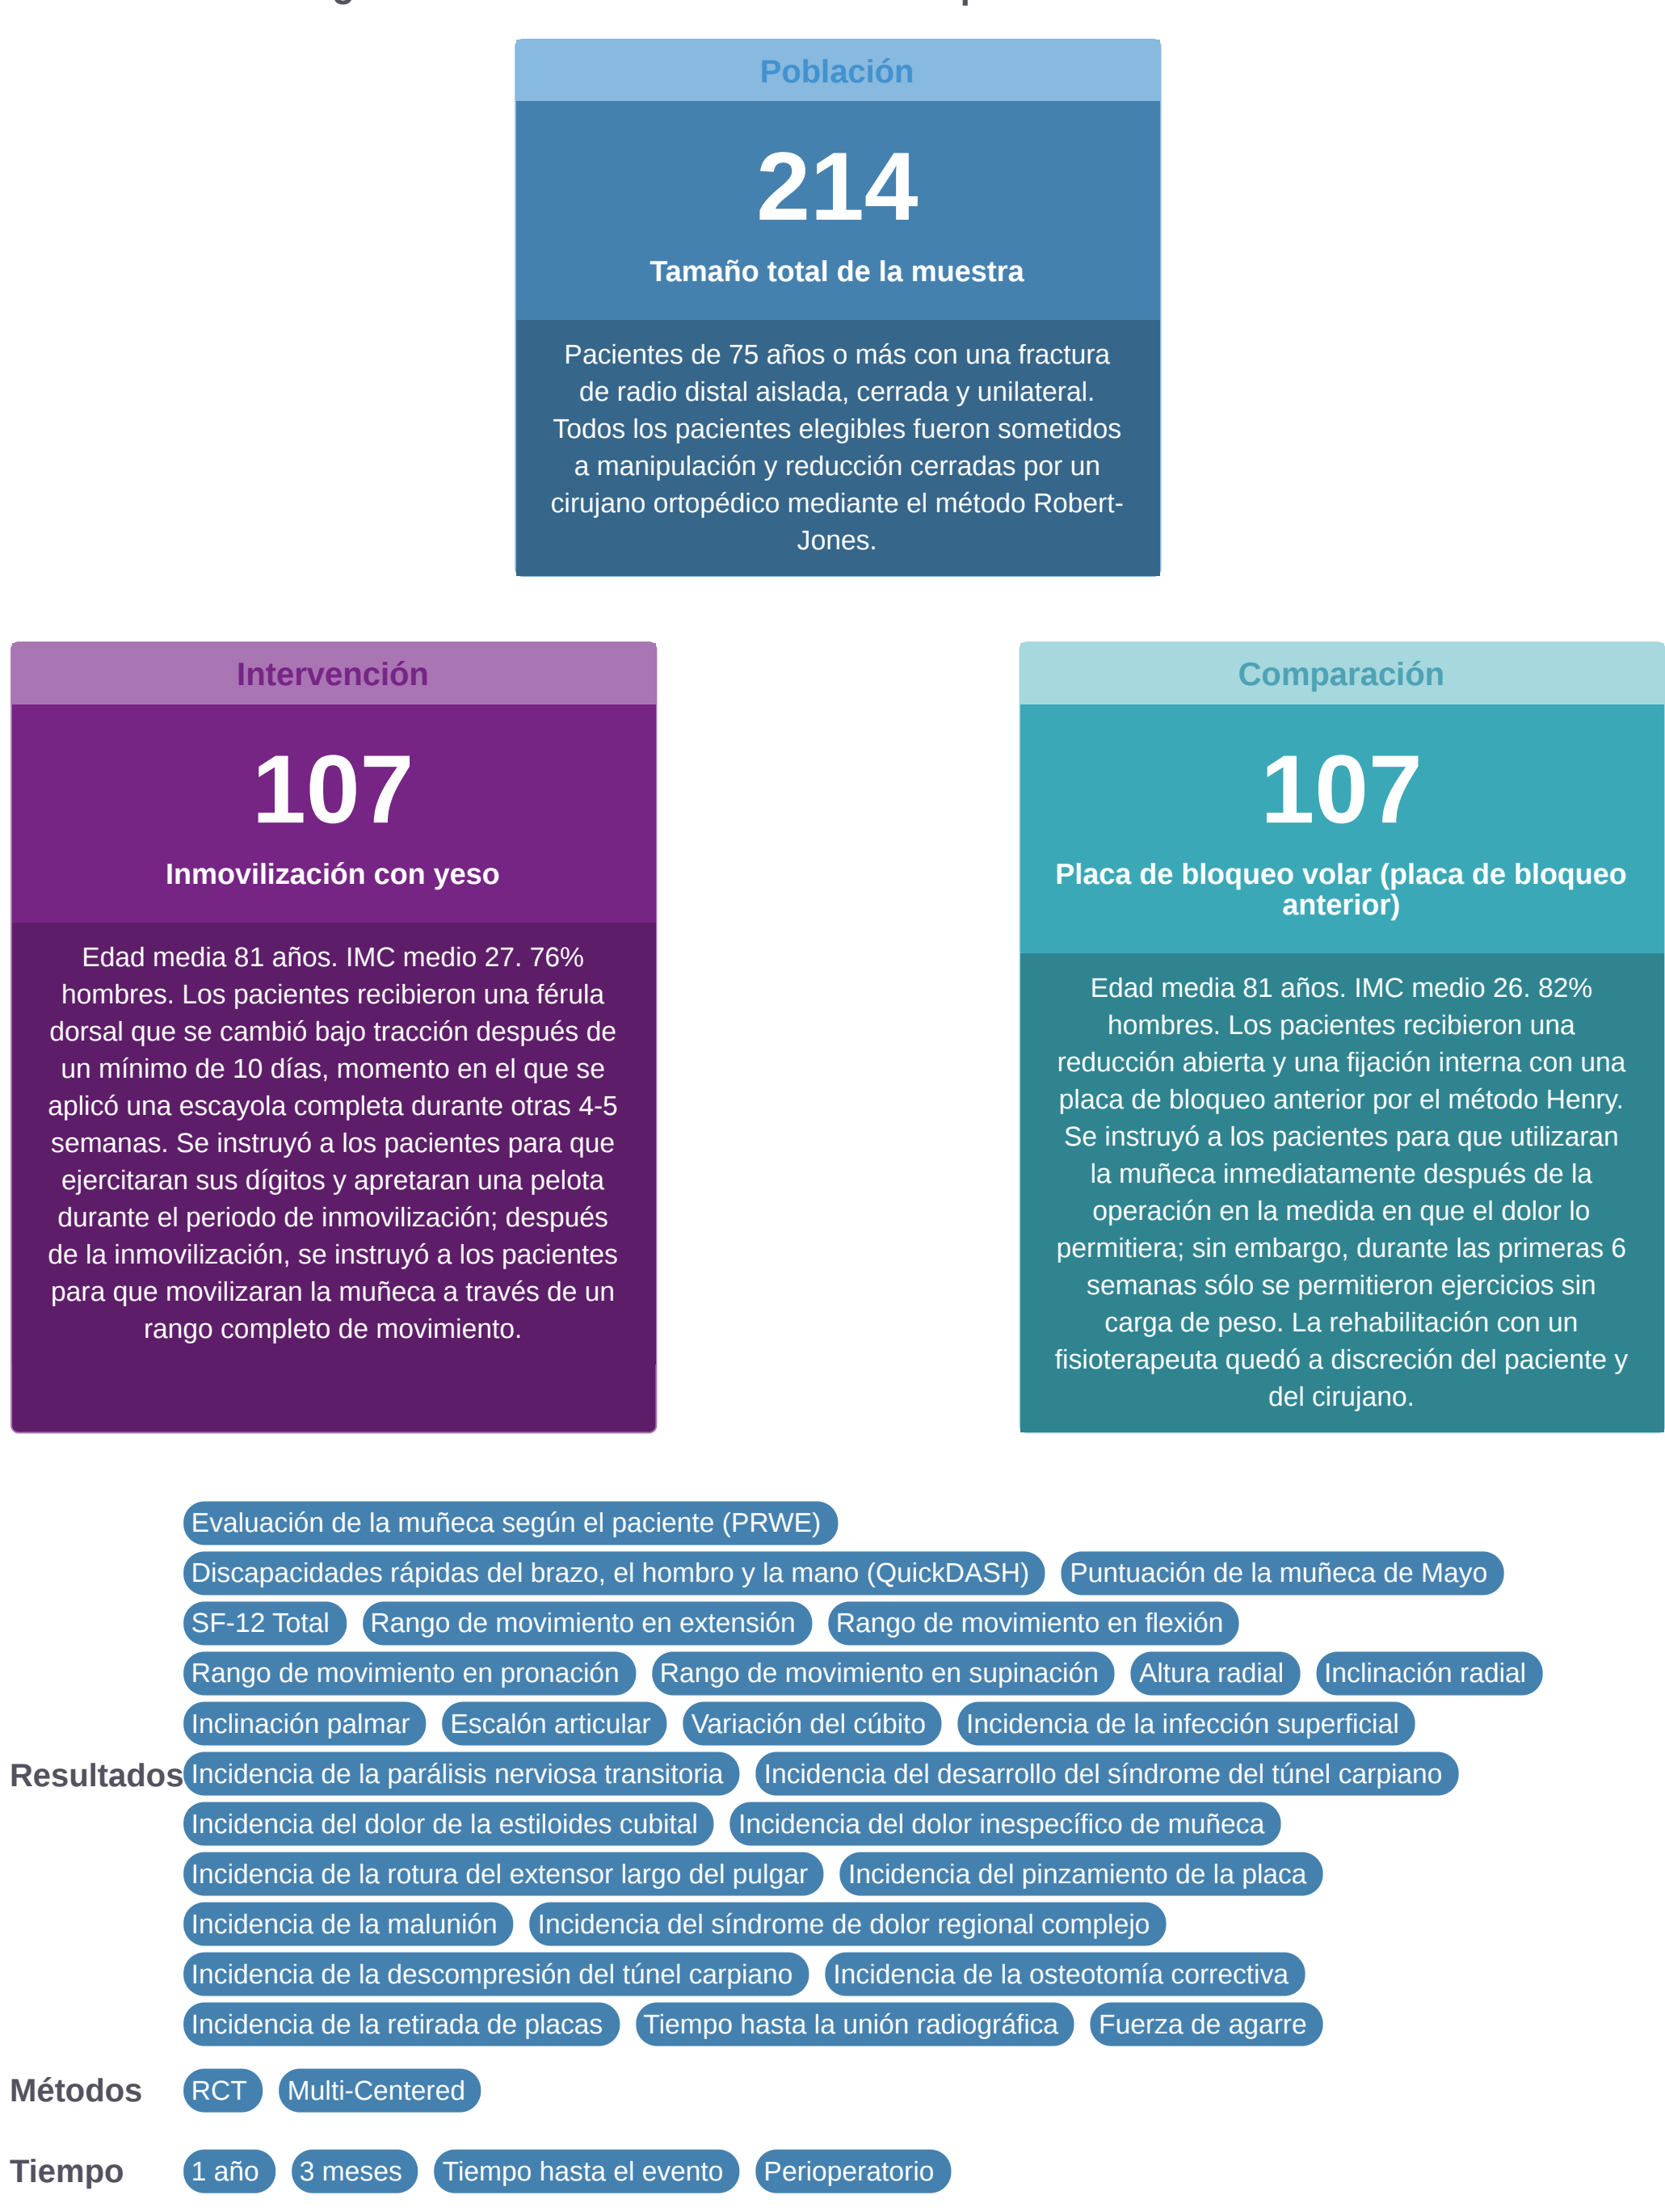 Población
214
Tamaño total de la muestra
Pacientes de 75 años o más con una fractura
de radio distal aislada, cerrada y unilateral.
Todos los pacientes elegibles fueron sometidos
a manipulación y reducción cerradas por un
cirujano ortopédico mediante el método Robert-
Jones.
Intervención
107
Inmovilización con yeso
Edad media 81 años. IMC medio 27. 76%
hombres. Los pacientes recibieron una férula
dorsal que se cambió bajo tracción después de
un mínimo de 10 días, momento en el que se
aplicó una escayola completa durante otras 4-5
semanas. Se instruyó a los pacientes para que
ejercitaran sus dígitos y apretaran una pelota
durante el periodo de inmovilización; después
de la inmovilización, se instruyó a los pacientes
para que movilizaran la muñeca a través de un
rango completo de movimiento.
Comparación
107
Placa de bloqueo volar (placa de bloqueo
anterior)
Edad media 81 años. IMC medio 26. 82%
hombres. Los pacientes recibieron una
reducción abierta y una fijación interna con una
placa de bloqueo anterior por el método Henry.
Se instruyó a los pacientes para que utilizaran
la muñeca inmediatamente después de la
operación en la medida en que el dolor lo
permitiera; sin embargo, durante las primeras 6
semanas sólo se permitieron ejercicios sin
carga de peso. La rehabilitación con un
fisioterapeuta quedó a discreción del paciente y
del cirujano.
Resultados
Evaluación de la muñeca según el paciente (PRWE)
Discapacidades rápidas del brazo, el hombro y la mano (QuickDASH) Puntuación de la muñeca de Mayo
SF-12 Total Rango de movimiento en extensión Rango de movimiento en flexión
Rango de movimiento en pronación Rango de movimiento en supinación Altura radial Inclinación radial
Inclinación palmar Escalón articular Variación del cúbito Incidencia de la infección superficial
Incidencia de la parálisis nerviosa transitoria Incidencia del desarrollo del síndrome del túnel carpiano
Incidencia del dolor de la estiloides cubital Incidencia del dolor inespecífico de muñeca
Incidencia de la rotura del extensor largo del pulgar Incidencia del pinzamiento de la placa
Incidencia de la malunión Incidencia del síndrome de dolor regional complejo
Incidencia de la descompresión del túnel carpiano Incidencia de la osteotomía correctiva
Incidencia de la retirada de placas Tiempo hasta la unión radiográfica Fuerza de agarre
Métodos RCT Multi-Centered
Tiempo 1 año 3 meses Tiempo hasta el evento Perioperatorio